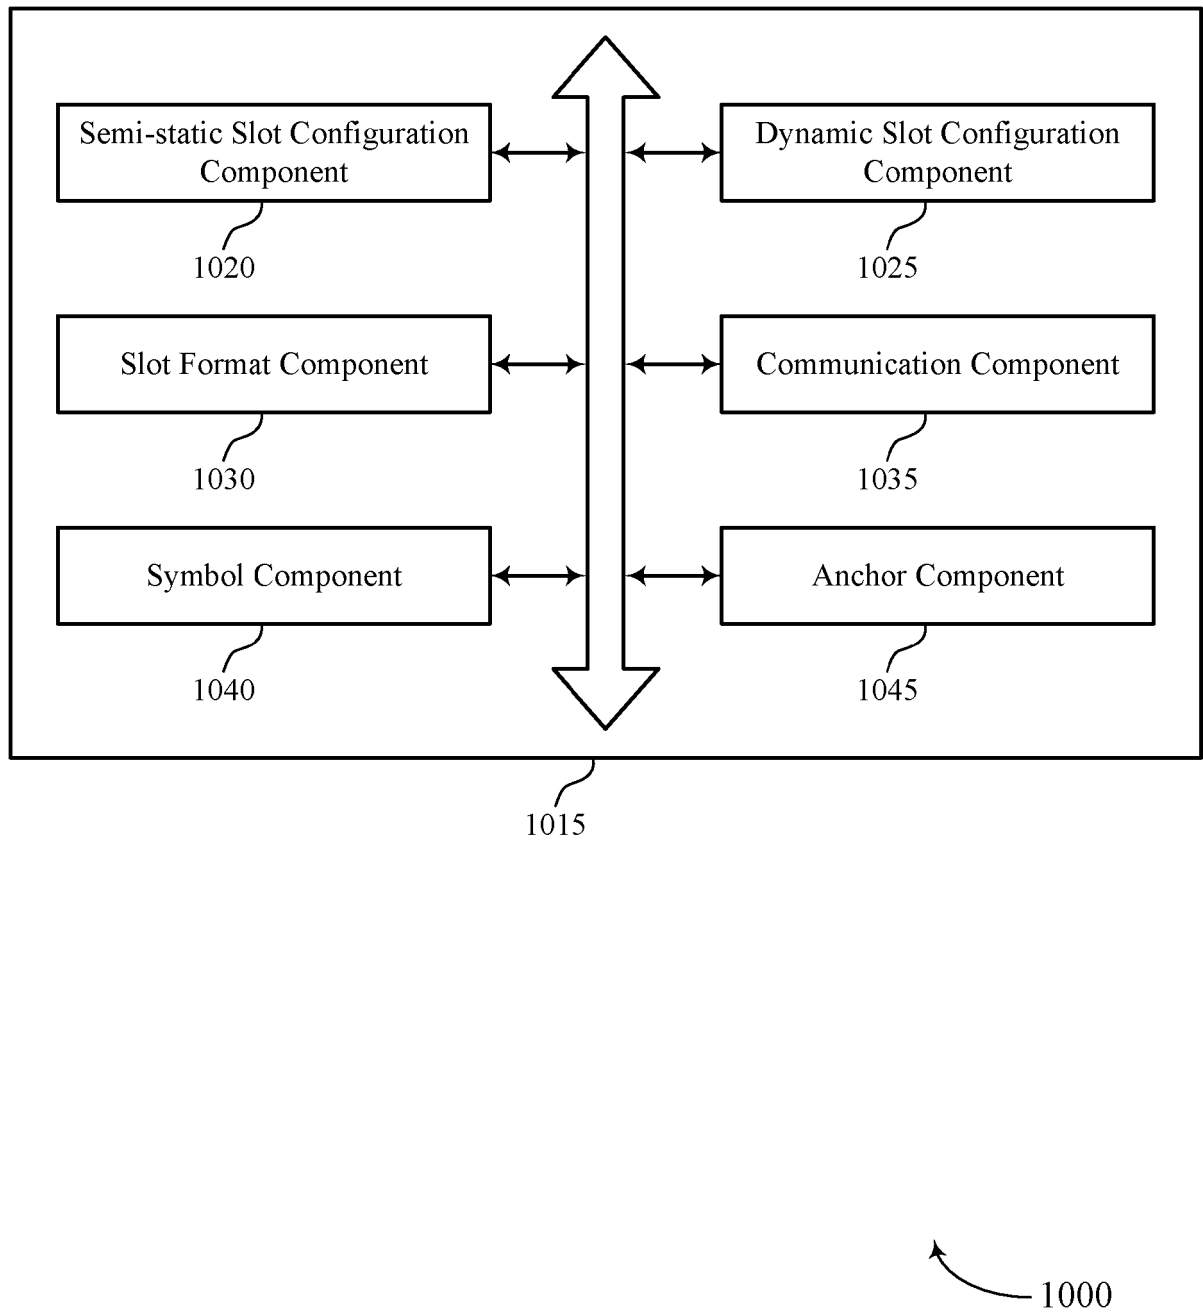 Semi-static Slot Configuration
Component
1020
Dynamic Slot Configuration
Component
1025
Slot Format Component
1030
Communication Component
1035
Symbol Component
1040
Anchor Component
1045
1015
1000